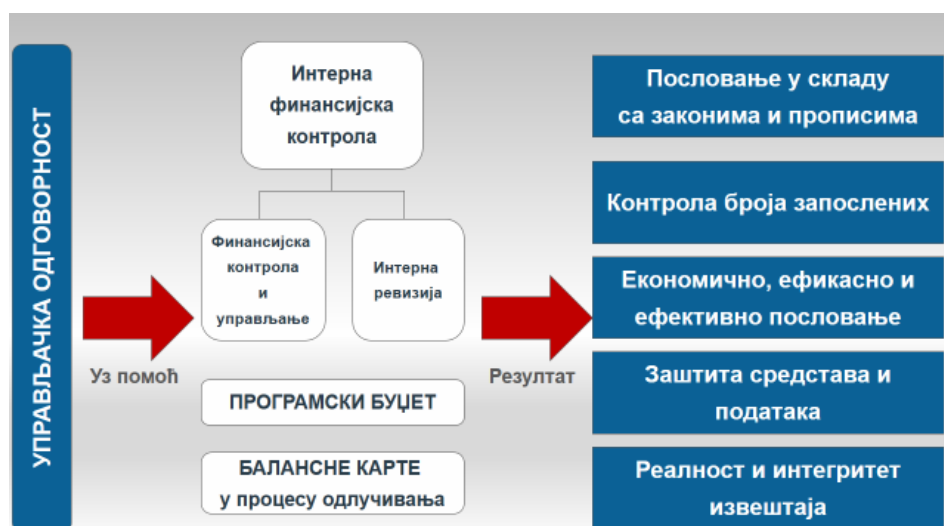 УПРАВЉАЧКА ОДГОВОРНОСТ
Уз помоћ
Интерна
финансијска
контрола
Финансијска
контрола
и
управљање
Интерна
ревизија
ПРОГРАМСКИ БУЏЕТ
БАЛАНСНЕ КАРТЕ
у процесу одлучивања
Резултат
Пословање у складу
са законима и прописима
Контрола броја запослених
Економично, ефикасно и
ефективно пословање
Заштита средстава и
података
Реалност и интегритет
извештаја